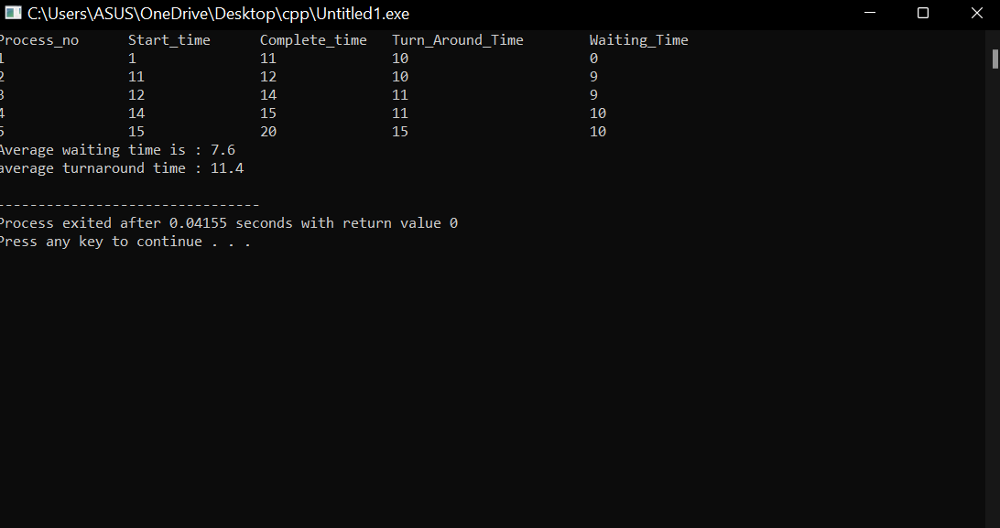 C:\Users\ASUS\OneDrive\Desktop\cpp\Untitled1.exe
Process_no Start_time Complete_time Turn_Around_Time Waiting_Time
1 1 11 10 0
2 11 12 10 9
3 12 14 11 9
4 14 15 11 10
5 15 20 15 10
Average waiting time is : 7.6
average turnaround time : 11.4
--------------------------------
Process exited after 0.04155 seconds with return value 0
Press any key to continue . . .